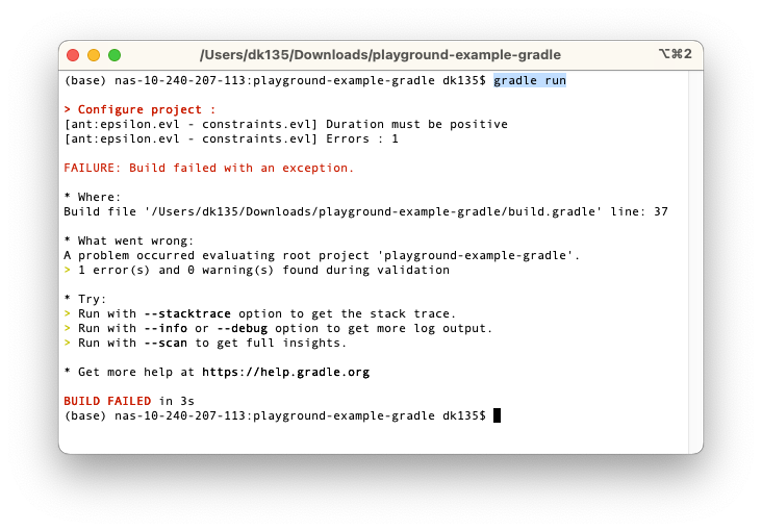 /Users/dk135/Downloads/playground-example-gradle ⌥⌘2
(base) nas-10-240-207-113:playground-example-gradle dk135$ gradle run
> Configure project :
[ant:epsilon.evl - constraints.evl] Duration must be positive
[ant:epsilon.evl - constraints.evl] Errors : 1
FAILURE: Build failed with an exception.
* Where:
Build file '/Users/dk135/Downloads/playground-example-gradle/build.gradle' line: 37
* What went wrong:
A problem occurred evaluating root project 'playground-example-gradle'.
> 1 error(s) and 0 warning(s) found during validation
* Try:
> Run with --stacktrace option to get the stack trace.
> Run with --info or --debug option to get more log output.
> Run with --scan to get full insights.
* Get more help at https://help.gradle.org
BUILD FAILED in 3s
(base) nas-10-240-207-113:playground-example-gradle dk135$